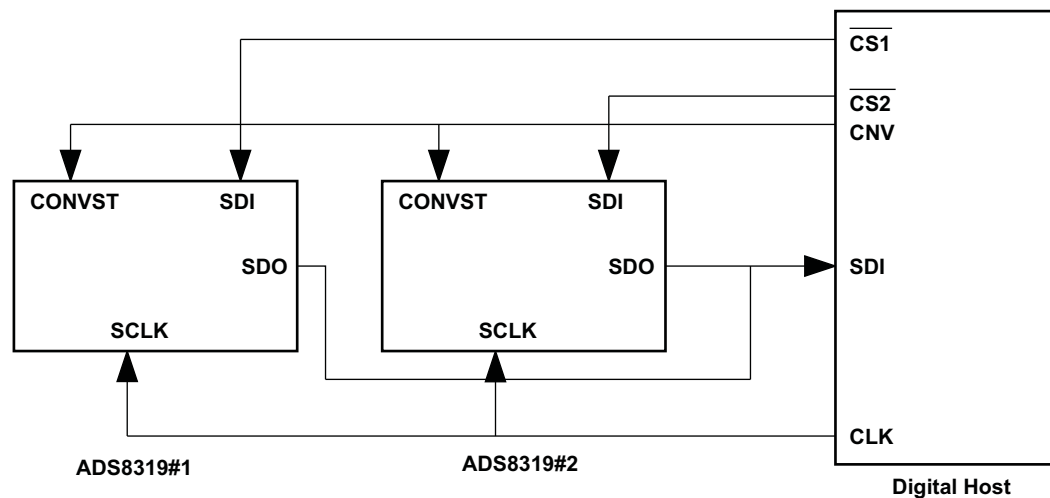 CS1
CS2
CNV
CONVST SDI
CONVST SDI
SDO
SDO
SDI
SCLK
SCLK
CLK
ADS8319#1
ADS8319#2
Digital Host